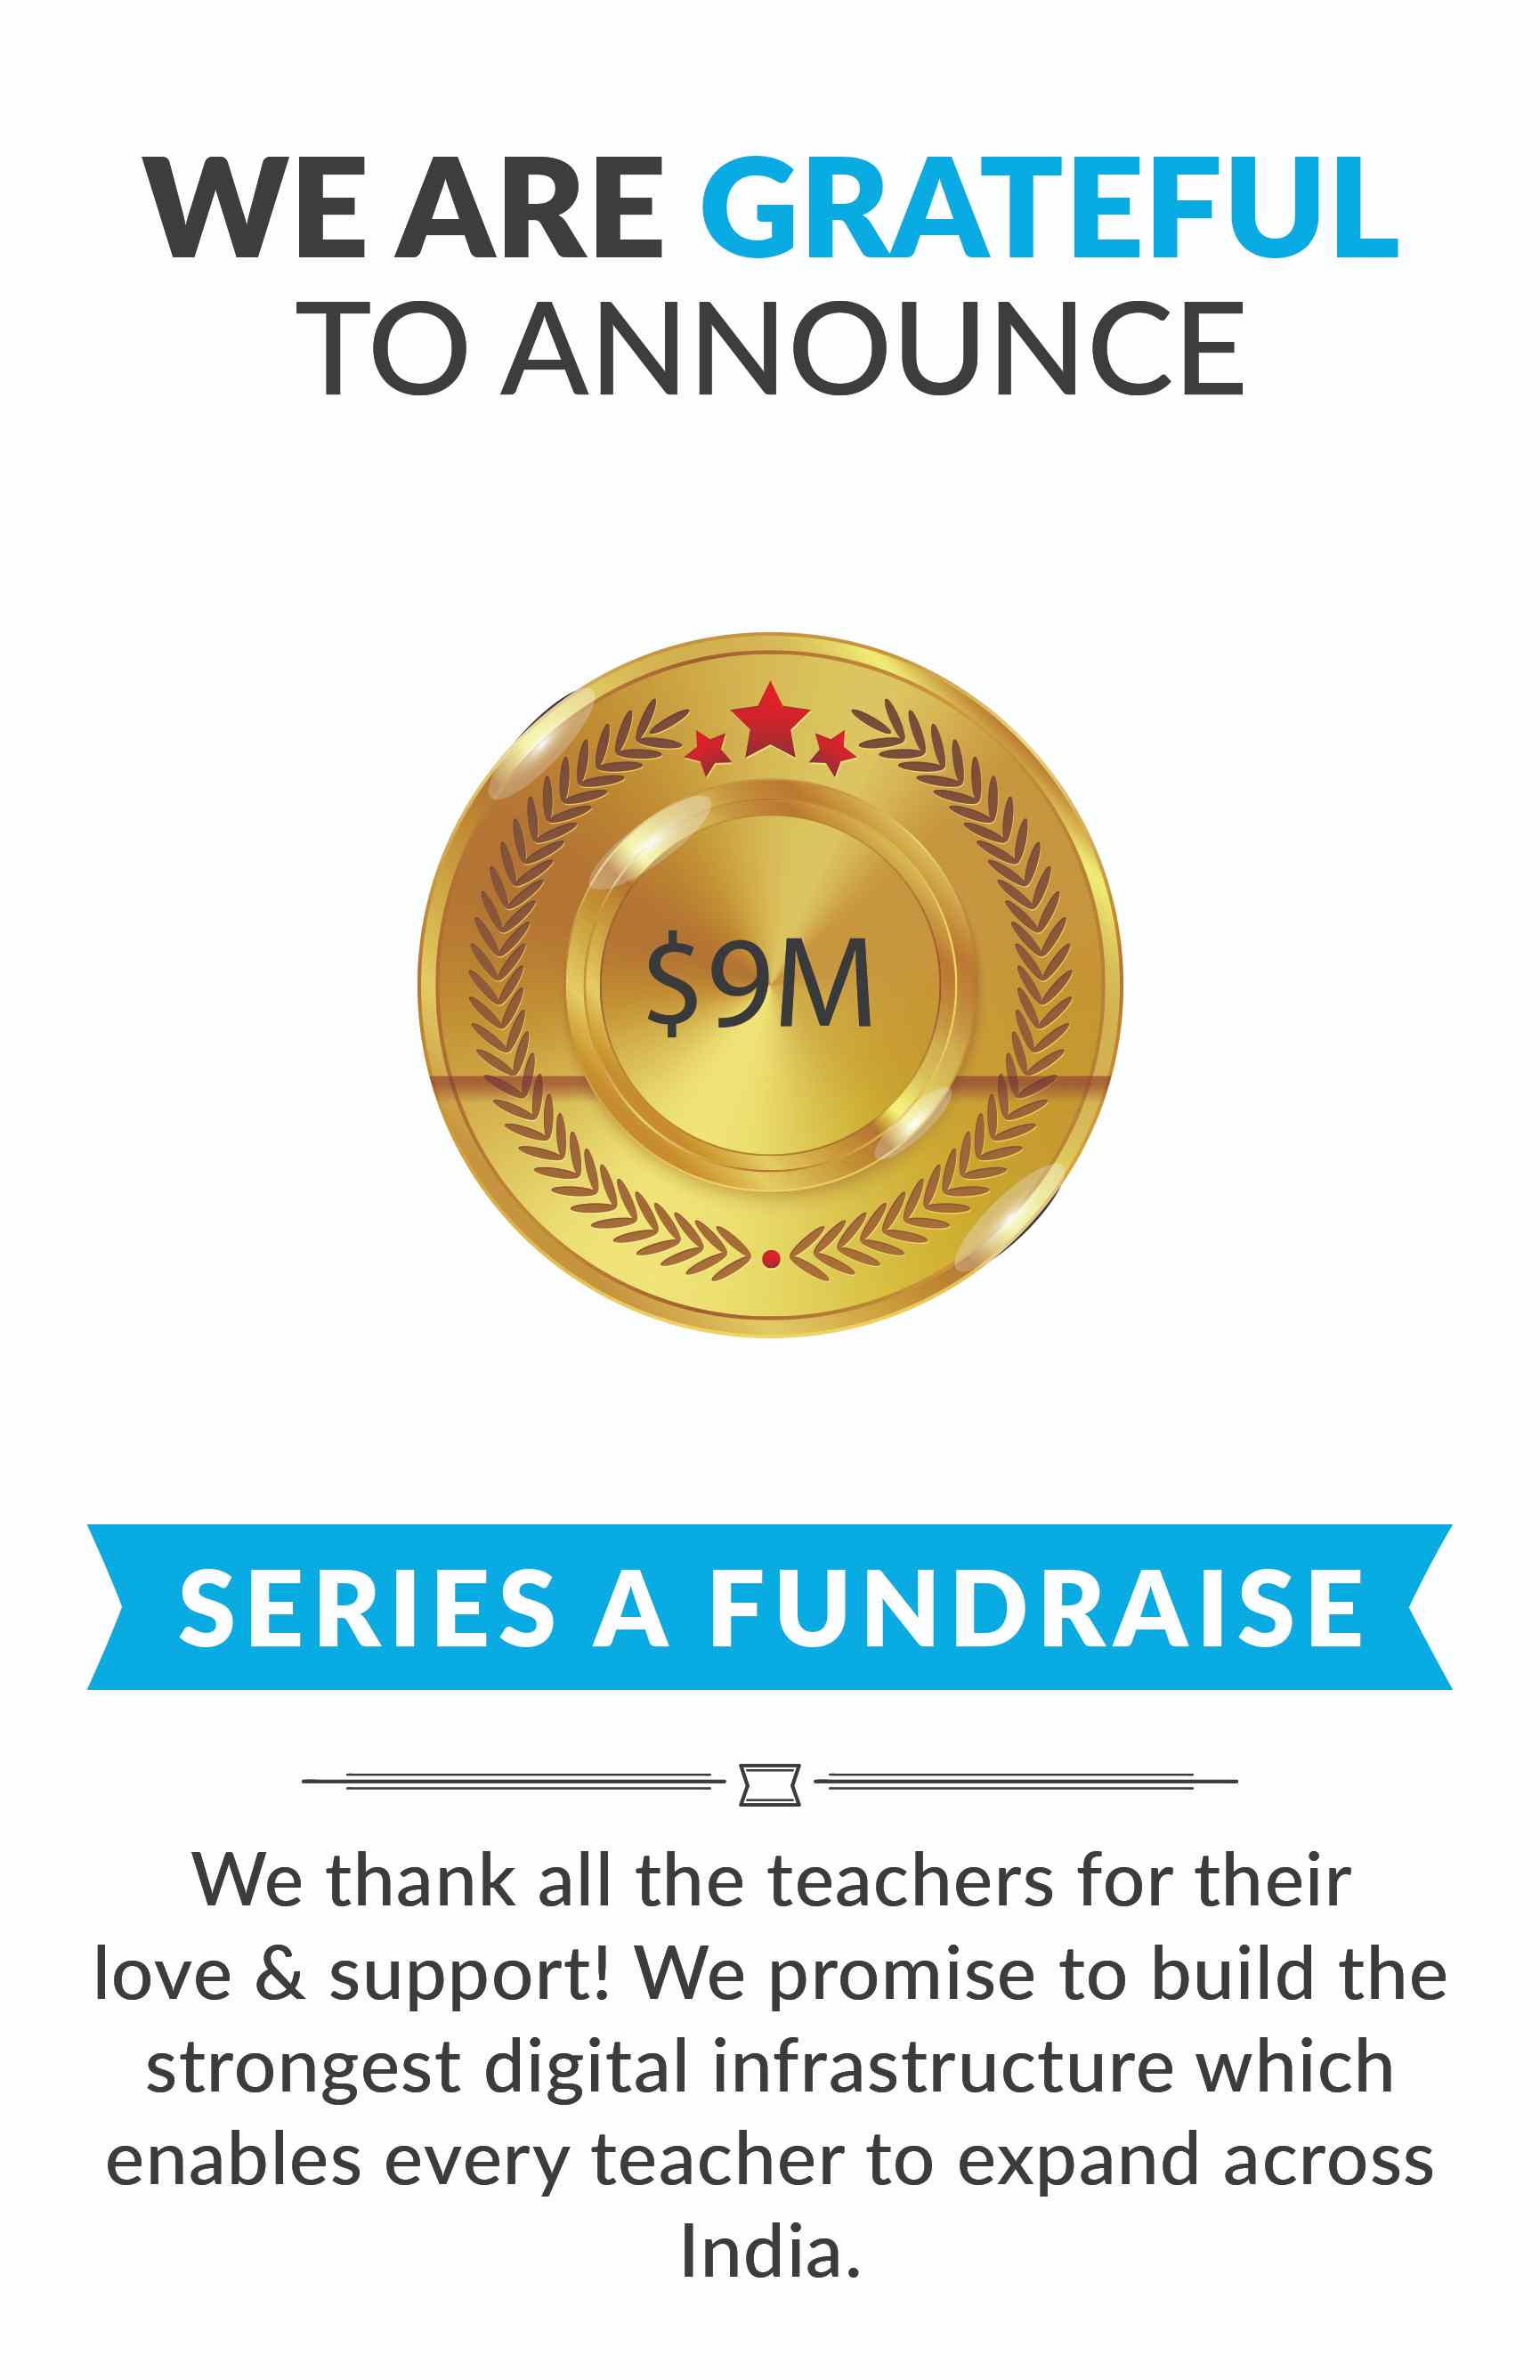 WE ARE GRATEFUL
TO ANNOUNCE
$9M
SERIES A FUNDRAISE
We thank all the teachers for their
love & support! We promise to build the
strongest digital infrastructure which
enables every teacher to expand across
India.